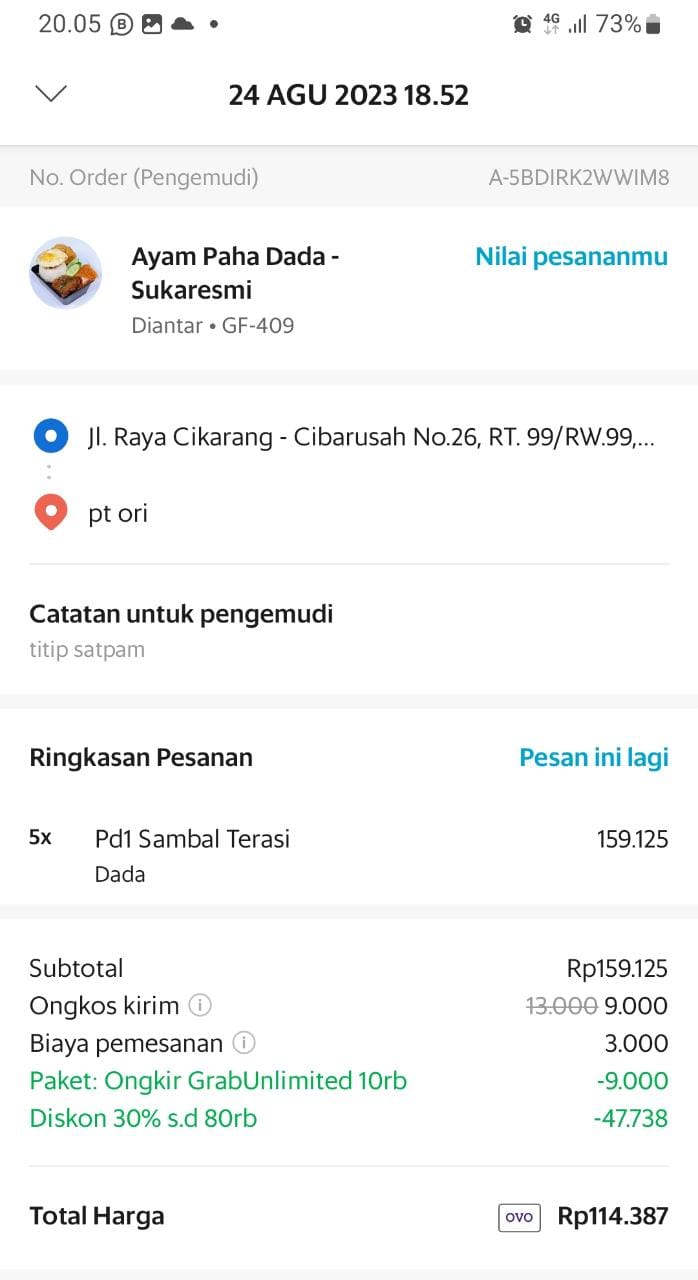 20.05
4G
73%
24 AGU 2023 18.52
No. Order (Pengemudi) A-5BDIRK2WWIM8
Ayam Paha Dada - Sukaresmi
Nilai pesananmu
Diantar • GF-409
Jl. Raya Cikarang - Cibarusah No.26, RT. 99/RW.99,...
pt ori
Catatan untuk pengemudi
titip satpam
Ringkasan Pesanan Pesan ini lagi
5x Pd1 Sambal Terasi 159.125
Dada
Subtotal Rp159.125
Ongkos kirim 13.000 9.000
Biaya pemesanan 3.000
Paket: Ongkir GrabUnlimited 10rb -9.000
Diskon 30% s.d 80rb -47.738
Total Harga OVO Rp114.387